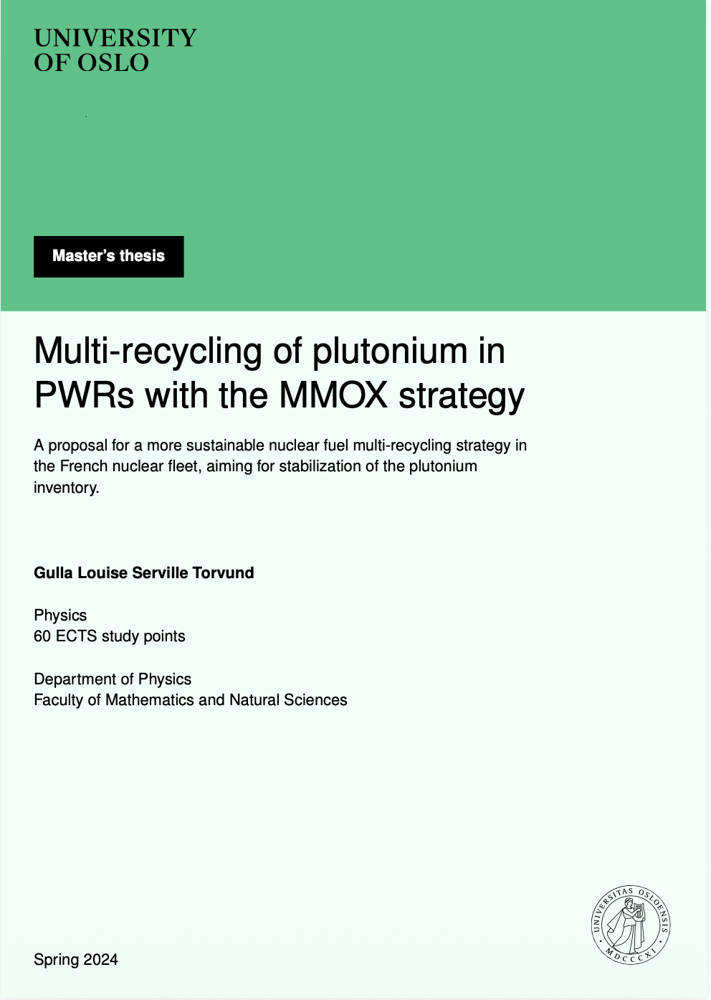 UNIVERSITY
OF OSLO
Master’s thesis
Multi-recycling of plutonium in
PWRs with the MMOX strategy
A proposal for a more sustainable nuclear fuel multi-recycling strategy in
the French nuclear fleet, aiming for stabilization of the plutonium
inventory.
Gulla Louise Serville Torvund
Physics
60 ECTS study points
Department of Physics
Faculty of Mathematics and Natural Sciences
UNIVERSITAS OSLOENSIS
MDCCCXI
Spring 2024